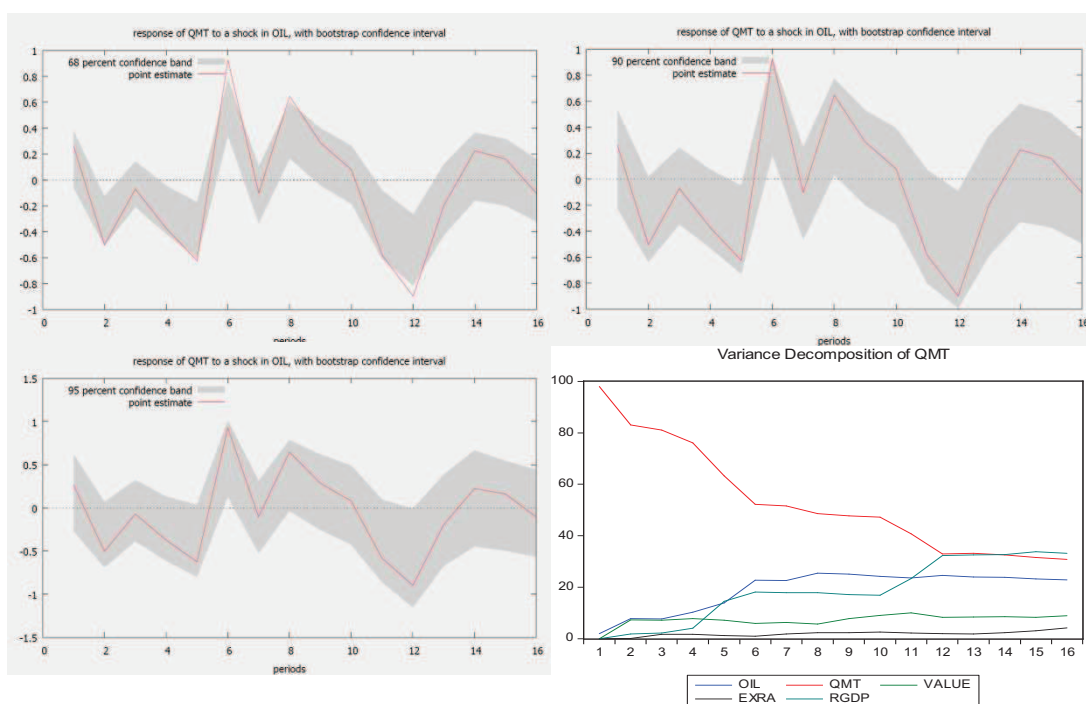 response of QMT to a shock in OIL, with bootstrap confidence interval
68 percent confidence band
point estimate
1
0.8
0.6
0.4
0.2
0
-0.2
-0.4
-0.6
-0.8
-1
0 2 4 6 8 10 12 14 16
periods
response of QMT to a shock in OIL, with bootstrap confidence interval
90 percent confidence band
point estimate
1
0.8
0.6
0.4
0.2
0
-0.2
-0.4
-0.6
-0.8
-1
0 2 4 6 8 10 12 14 16
periods
response of QMT to a shock in OIL, with bootstrap confidence interval
95 percent confidence band
point estimate
1.5
1
0.5
0
-0.5
-1
-1.5
0 2 4 6 8 10 12 14 16
periods
Variance Decomposition of QMT
100
80
60
40
20
0
1 2 3 4 5 6 7 8 9 10 11 12 13 14 15 16
OIL QMT VALUE
EXRA RGDP